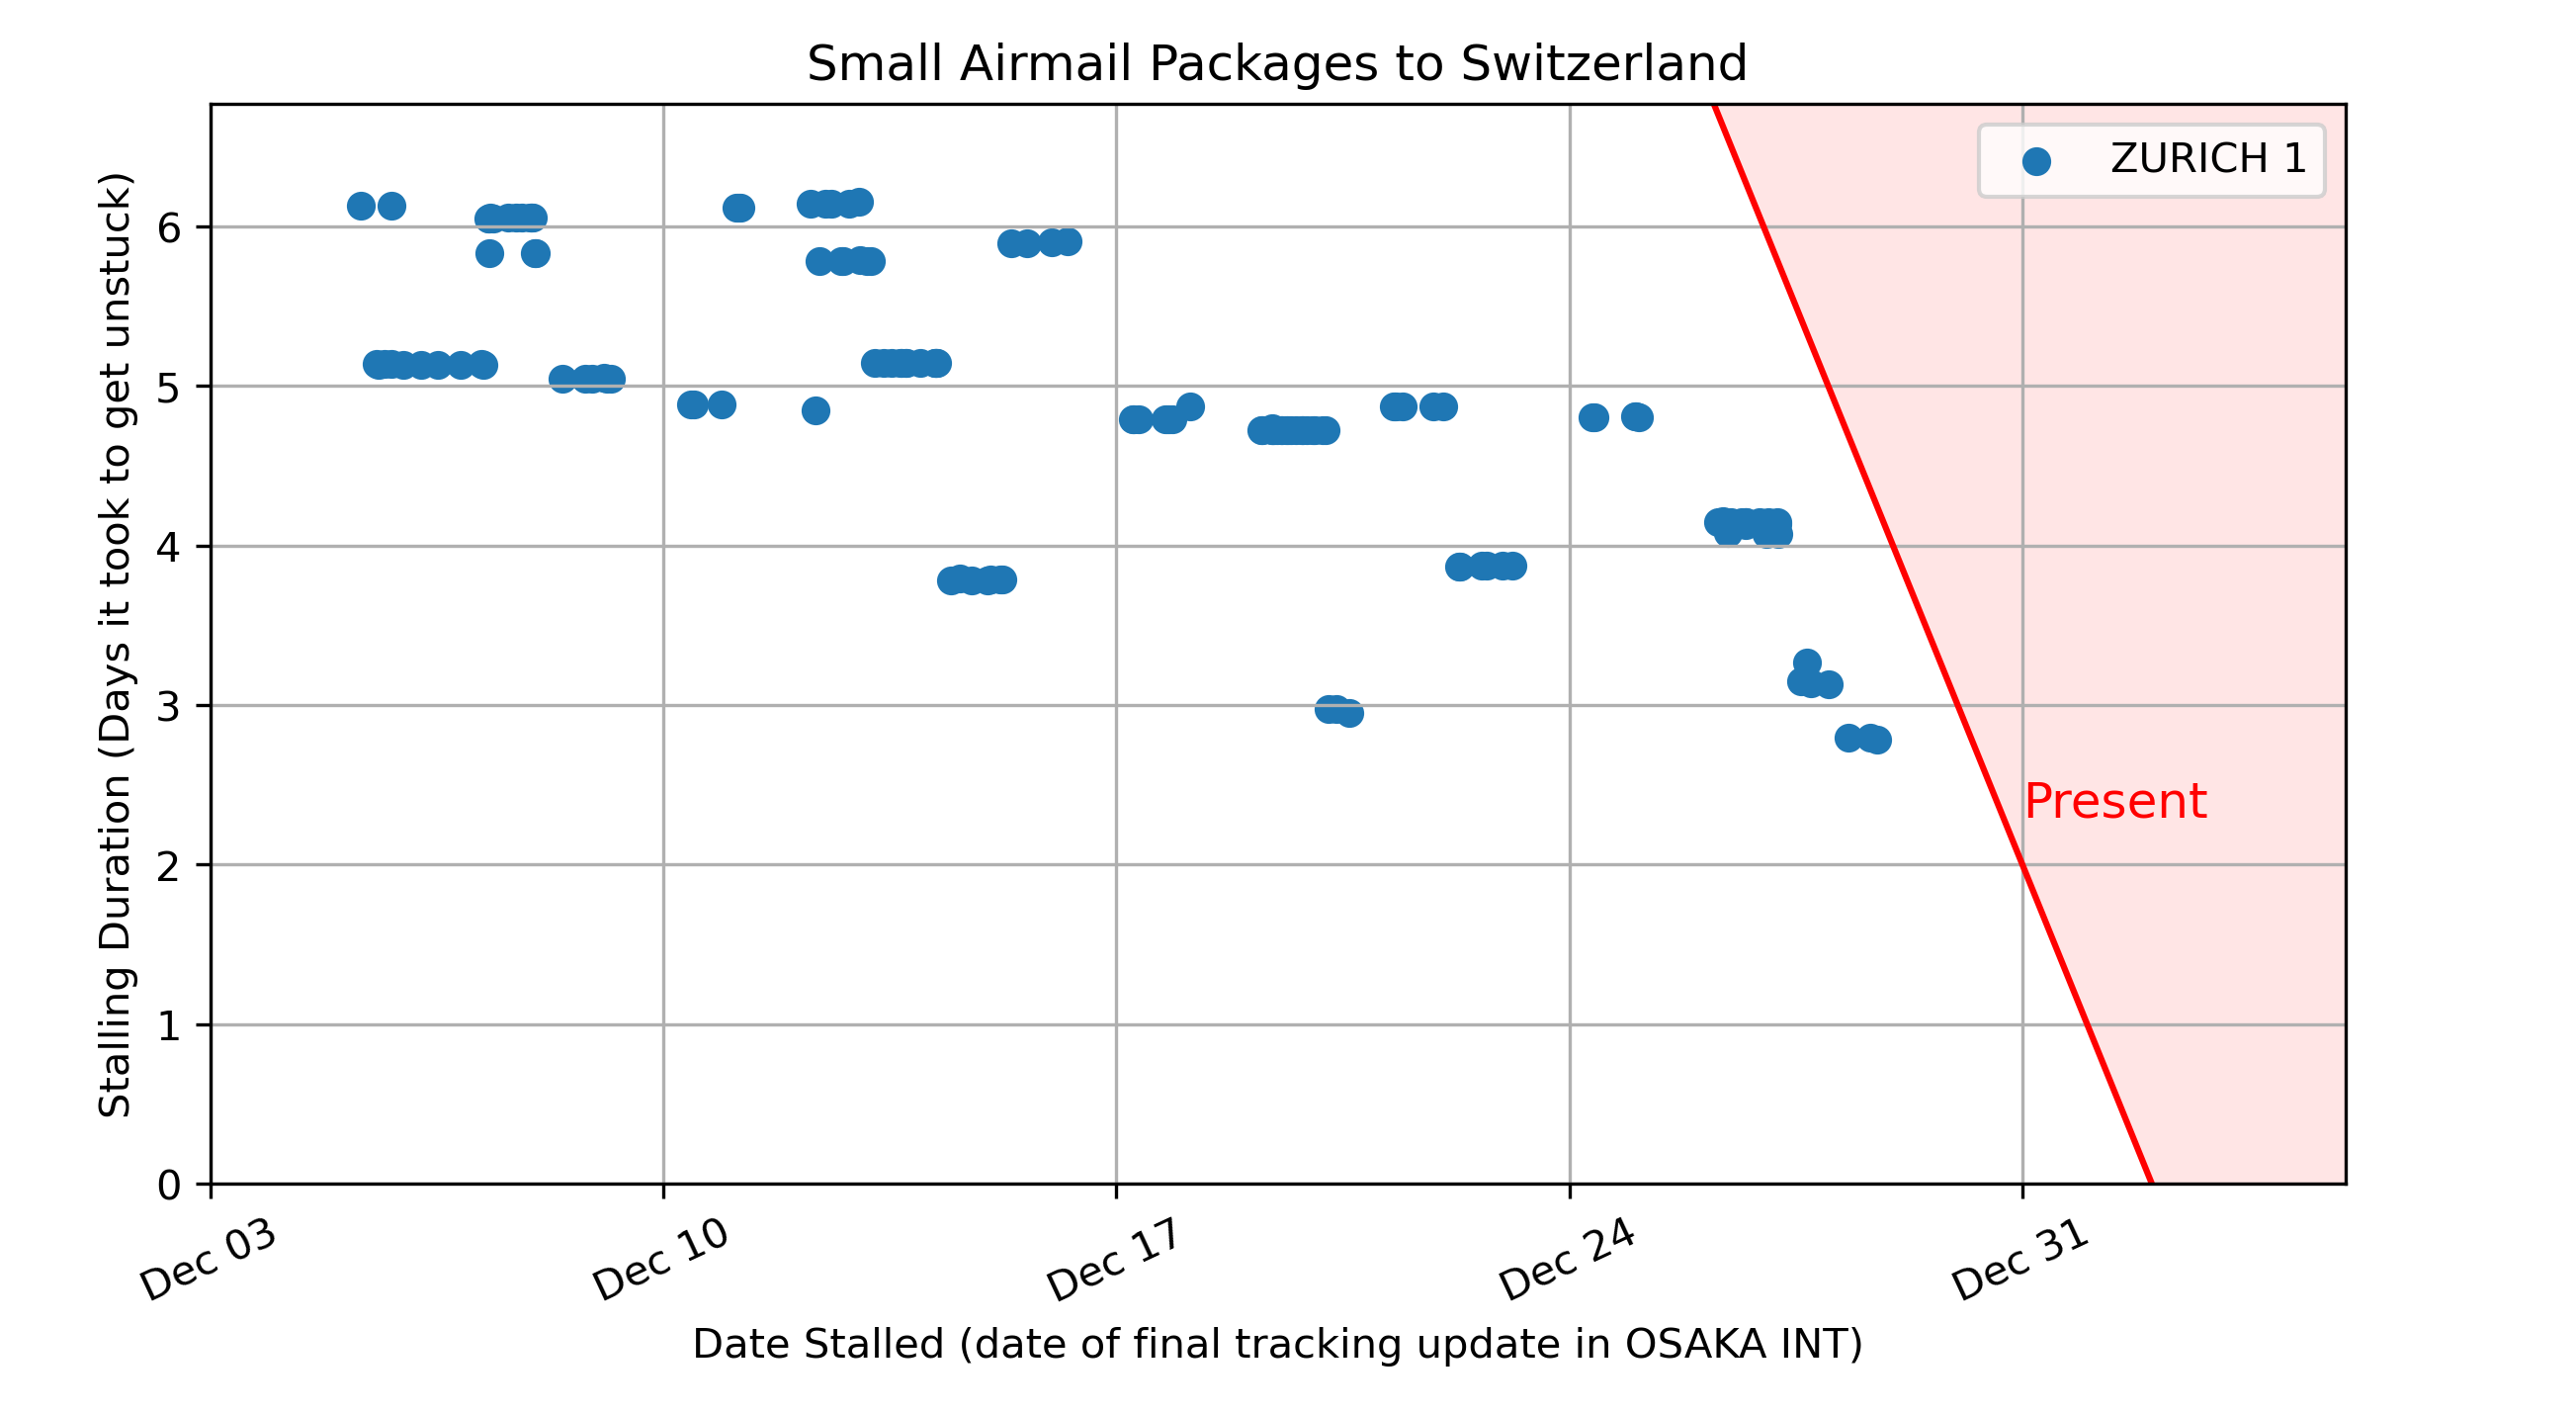 Small Airmail Packages to Switzerland
ZURICH 1
Stalling Duration (Days it took to get unstuck)
6
5
4
3
2
1
0
Present
Dec 03
Dec 10
Dec 17
Dec 24
Dec 31
Date Stalled (date of final tracking update in OSAKA INT)